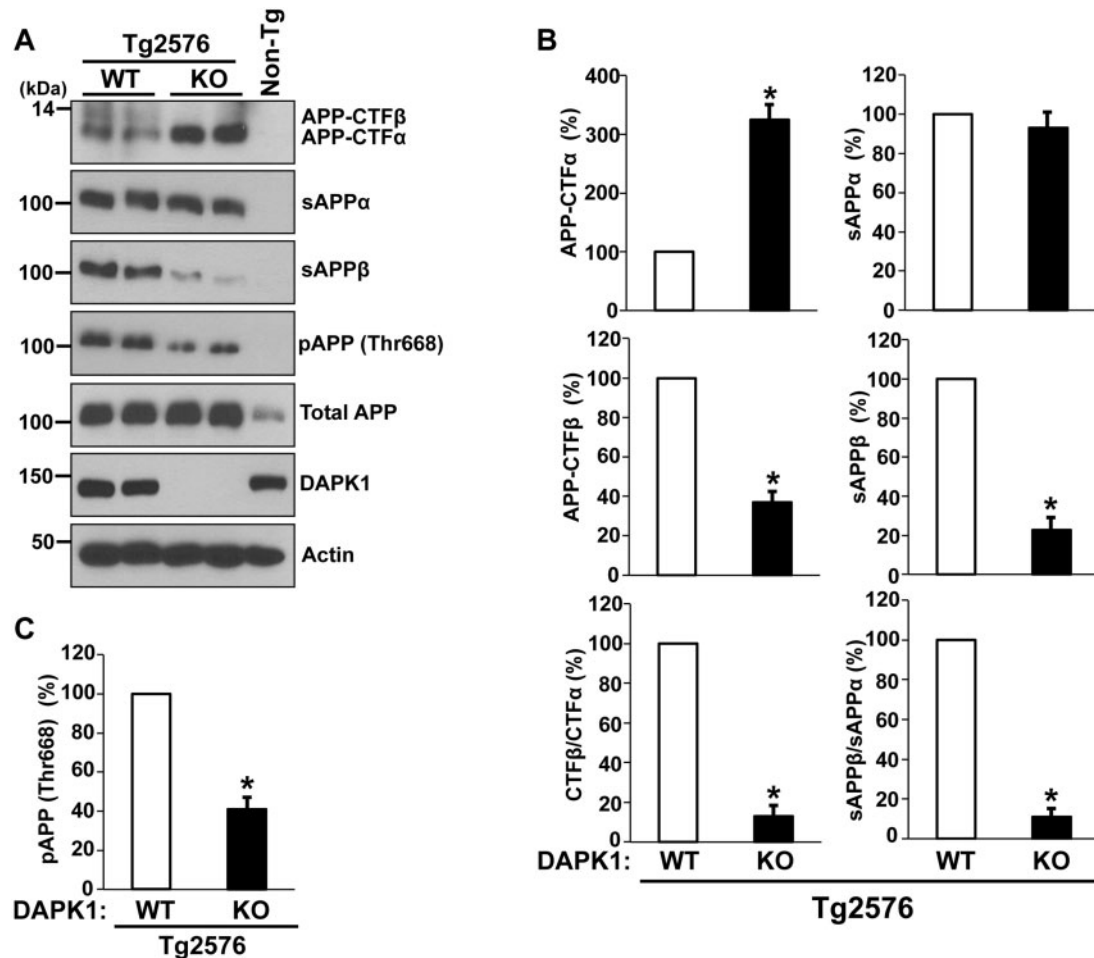 A
Tg2576
WT KO Non-Tg
(kDa)
14
APP-CTFβ
APP-CTFα
100 sAPPα
100 sAPPβ
100 pAPP (Thr668)
100 Total APP
150 DAPK1
50 Actin
B
APP-CTFα (%)
400
300
200
100
0
*
sAPPα (%)
120
100
80
60
40
20
0
APP-CTFβ (%)
120
100
80
60
40
20
0
*
sAPPβ (%)
120
100
80
60
40
20
0
*
CTFβ/CTFα (%)
120
100
80
60
40
20
0
*
sAPPβ/sAPPα (%)
120
100
80
60
40
20
0
*
DAPK1: WT KO WT KO
Tg2576
C
pAPP (Thr668) (%)
120
100
80
60
40
20
0
*
DAPK1: WT KO
Tg2576